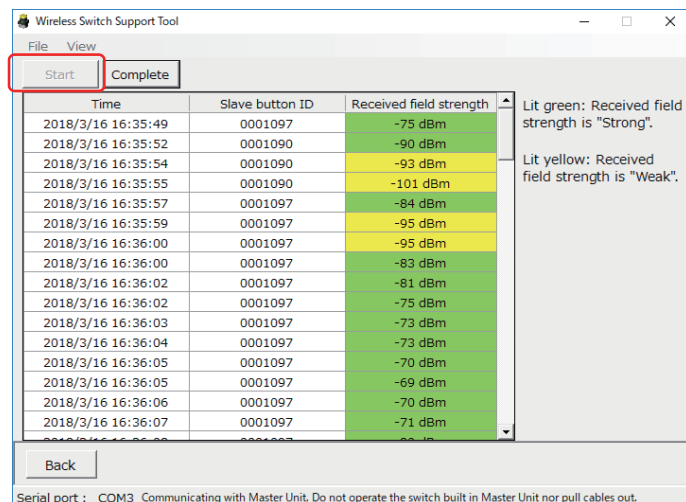 Wireless Switch Support Tool
File View
Start Complete
Time Slave button ID Received field strength
2018/3/16 16:35:49 0001097 -75 dBm
2018/3/16 16:35:52 0001090 -90 dBm
2018/3/16 16:35:54 0001090 -93 dBm
2018/3/16 16:35:55 0001090 -101 dBm
2018/3/16 16:35:57 0001097 -84 dBm
2018/3/16 16:35:59 0001097 -95 dBm
2018/3/16 16:36:00 0001097 -95 dBm
2018/3/16 16:36:00 0001097 -83 dBm
2018/3/16 16:36:02 0001097 -81 dBm
2018/3/16 16:36:02 0001097 -75 dBm
2018/3/16 16:36:03 0001097 -73 dBm
2018/3/16 16:36:04 0001097 -73 dBm
2018/3/16 16:36:05 0001097 -70 dBm
2018/3/16 16:36:05 0001097 -69 dBm
2018/3/16 16:36:06 0001097 -70 dBm
2018/3/16 16:36:07 0001097 -71 dBm
Lit green: Received field
strength is "Strong".
Lit yellow: Received
field strength is "Weak".
Back
Serial port : COM3 Communicating with Master Unit. Do not operate the switch built in Master Unit nor pull cables out.